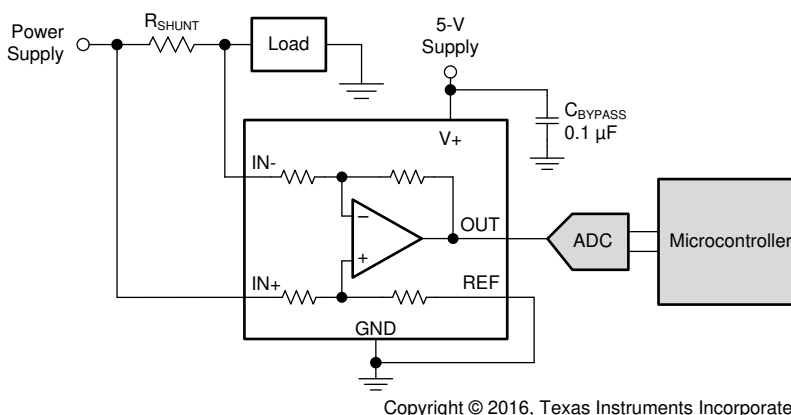 Power
Supply
RSHUNT
Load
5-V
Supply
CBYPASS
0.1 µF
V+
IN-
−
+
OUT
ADC
Microcontroller
IN+
REF
GND
Copyright © 2016, Texas Instruments Incorporate